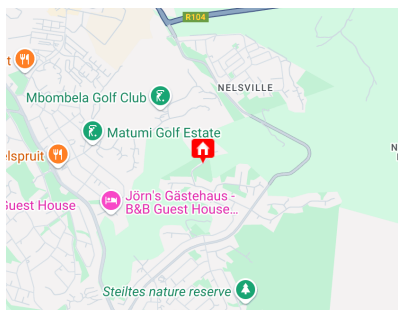 R104
t
NELSVILLE
Mbombela Golf Club
Matumi Golf Estate
N
elspruit
Jörn's Gästehaus -
B&B Guest House...
Guest House
Steiltes nature reserve